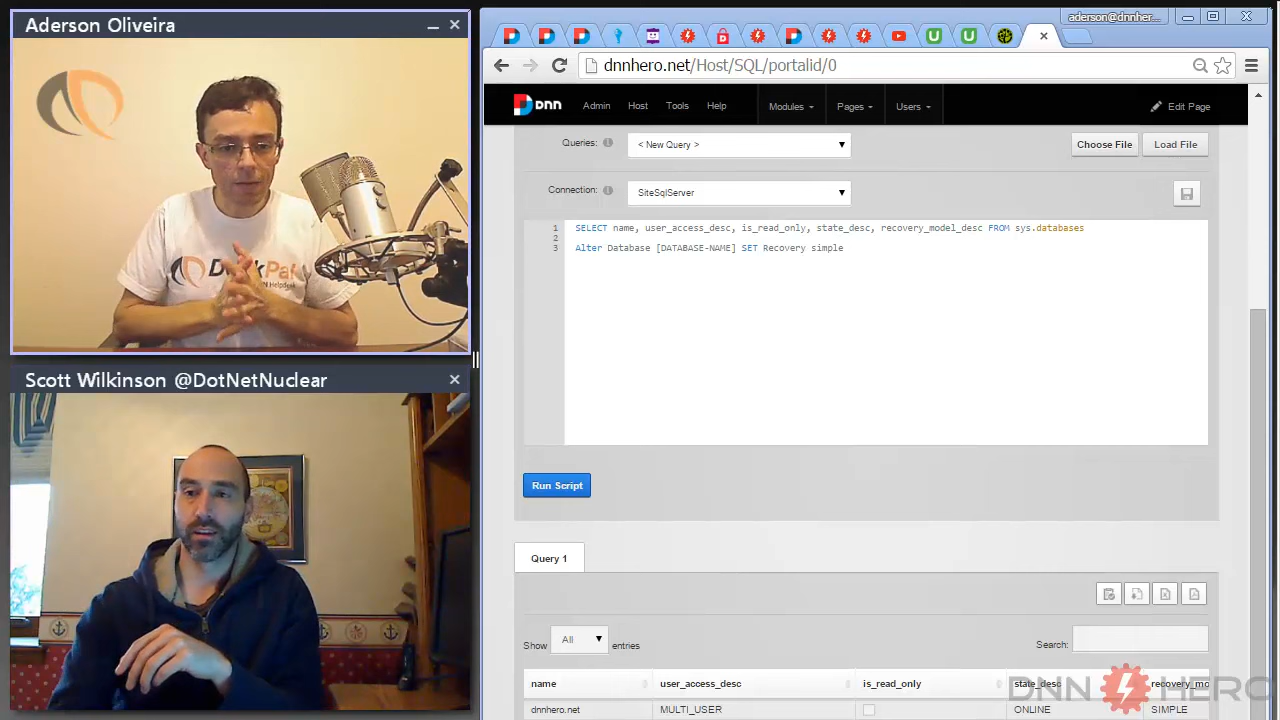 Aderson Oliveira
aderson@dnnher...
dnnhero.net/Host/SQL/portalid/0
DNN Admin Host Tools Help Modules Pages Users Edit Page
Queries: < New Query > Choose File Load File
Connection: SiteSqlServer
1 SELECT name, user_access_desc, is_read_only, state_desc, recovery_model_desc FROM sys.databases
2
3 Alter Database [DATABASE-NAME] SET Recovery simple
Helpdesk
Scott Wilkinson @DotNetNuclear
Run Script
Query 1
Show All entries
Search:
name user_access_desc is_read_only state_desc recovery_mo
DNN HERO
dnnhero.net MULTI_USER ONLINE SIMPLE